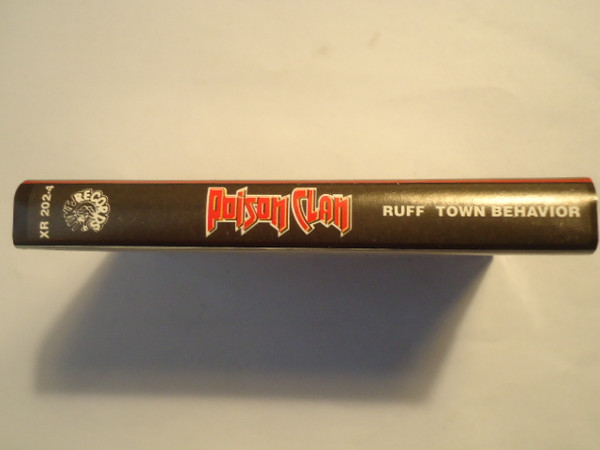 XR 202-4
RECORDS
Poison Clan
RUFF TOWN BEHAVIOR